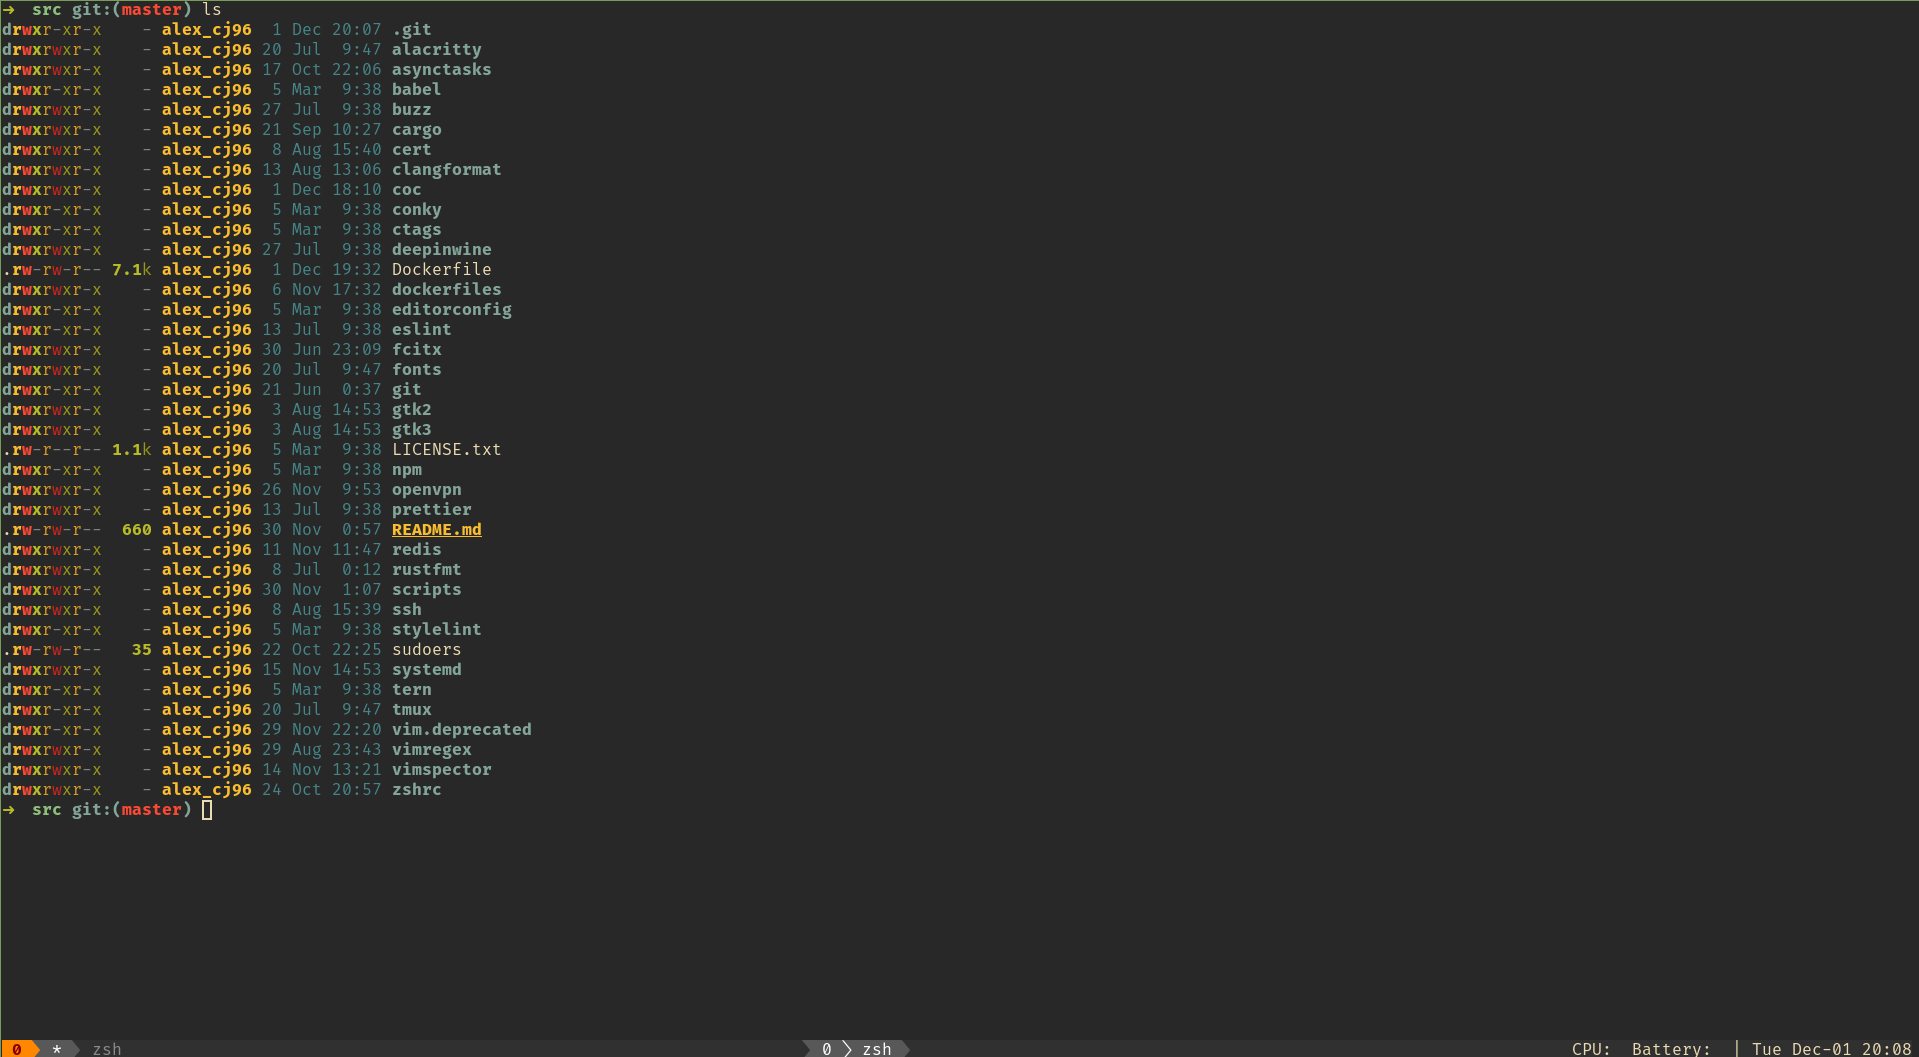 →  src git:(master) ls
drwxr-xr-x    - alex_cj96  1 Dec 20:07 .git
drwxrwxr-x    - alex_cj96 20 Jul  9:47 alacritty
drwxrwxr-x    - alex_cj96 17 Oct 22:06 asynctasks
drwxr-xr-x    - alex_cj96  5 Mar  9:38 babel
drwxrwxr-x    - alex_cj96 27 Jul  9:38 buzz
drwxrwxr-x    - alex_cj96 21 Sep 10:27 cargo
drwxrwxr-x    - alex_cj96  8 Aug 15:40 cert
drwxrwxr-x    - alex_cj96 13 Aug 13:06 clangformat
drwxrwxr-x    - alex_cj96  1 Dec 18:10 coc
drwxr-xr-x    - alex_cj96  5 Mar  9:38 conky
drwxr-xr-x    - alex_cj96  5 Mar  9:38 ctags
drwxrwxr-x    - alex_cj96 27 Jul  9:38 deepinwine
.rw-rw-r-- 7.1k alex_cj96  1 Dec 19:32 Dockerfile
drwxrwxr-x    - alex_cj96  6 Nov 17:32 dockerfiles
drwxr-xr-x    - alex_cj96  5 Mar  9:38 editorconfig
drwxr-xr-x    - alex_cj96 13 Jul  9:38 eslint
drwxrwxr-x    - alex_cj96 30 Jun 23:09 fcitx
drwxrwxr-x    - alex_cj96 20 Jul  9:47 fonts
drwxr-xr-x    - alex_cj96 21 Jun  0:37 git
drwxrwxr-x    - alex_cj96  3 Aug 14:53 gtk2
drwxrwxr-x    - alex_cj96  3 Aug 14:53 gtk3
.rw-r--r-- 1.1k alex_cj96  5 Mar  9:38 LICENSE.txt
drwxr-xr-x    - alex_cj96  5 Mar  9:38 npm
drwxrwxr-x    - alex_cj96 26 Nov  9:53 openvpn
drwxr-xr-x    - alex_cj96 13 Jul  9:38 prettier
.rw-rw-r--  660 alex_cj96 30 Nov  0:57 README.md
drwxrwxr-x    - alex_cj96 11 Nov 11:47 redis
drwxrwxr-x    - alex_cj96  8 Jul  0:12 rustfmt
drwxrwxr-x    - alex_cj96 30 Nov  1:07 scripts
drwxrwxr-x    - alex_cj96  8 Aug 15:39 ssh
drwxr-xr-x    - alex_cj96  5 Mar  9:38 stylelint
.rw-rw-r--   35 alex_cj96 22 Oct 22:25 sudoers
drwxrwxr-x    - alex_cj96 15 Nov 14:53 systemd
drwxr-xr-x    - alex_cj96  5 Mar  9:38 tern
drwxrwxr-x    - alex_cj96 20 Jul  9:47 tmux
drwxr-xr-x    - alex_cj96 29 Nov 22:20 vim.deprecated
drwxrwxr-x    - alex_cj96 29 Aug 23:43 vimregex
drwxrwxr-x    - alex_cj96 14 Nov 13:21 vimspector
drwxrwxr-x    - alex_cj96 24 Oct 20:57 zshrc
→  src git:(master)
0 * zsh 0 zsh CPU:  Battery:  | Tue Dec-01 20:08